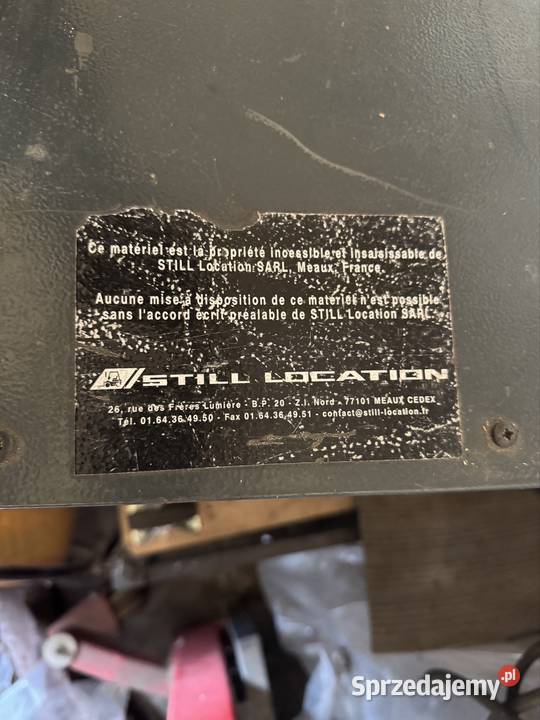 Ce matériel est la propriété incessible et insaisissable de
STILL Location SARL, Meaux, France.
Aucune mise à disposition de ce matériel n'est possible
sans l'accord écrit préalable de STILL Location SARL.
STILL LOCATION
26, rue des Frères Lumière - B.P. 20 - Z.I. Nord - 77101 MEAUX CEDEX
Tél. 01.64.36.49.50 - Fax 01.64.36.49.51 - contact@still-location.fr
Sprzedajemy.pl